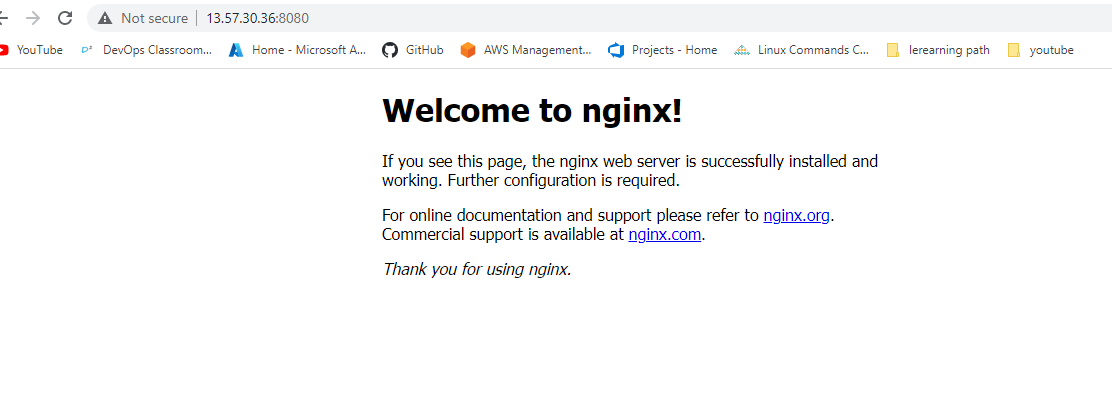 Not secure 13.57.30.36:8080
YouTube DevOps Classroom... Home - Microsoft A... GitHub AWS Management... Projects - Home Linux Commands C... lerearning path youtube
Welcome to nginx!
If you see this page, the nginx web server is successfully installed and
working. Further configuration is required.
For online documentation and support please refer to nginx.org.
Commercial support is available at nginx.com.
Thank you for using nginx.